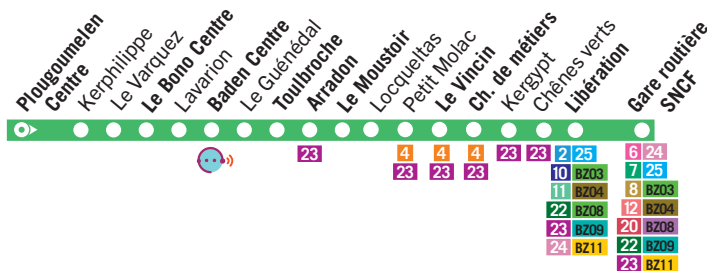 Plougoumelen
Centre
Kerphilippe
Le Varquez
Le Bono Centre
Lavarion
Baden Centre
Le Guénédal
Toulbroche
Arradon
Le Moustoir
Locqueltas
Petit Molac
Le Vincin
Ch. de métiers
Kergypt
Chênes verts
Libération
Gare routière
SNCF
23
4
23
4
23
4
23
23
23
2 25
10 BZ03
11 BZ04
22 BZ08
23 BZ09
24 BZ11
6 24
7 25
8 BZ03
12 BZ04
20 BZ08
22 BZ09
23 BZ11